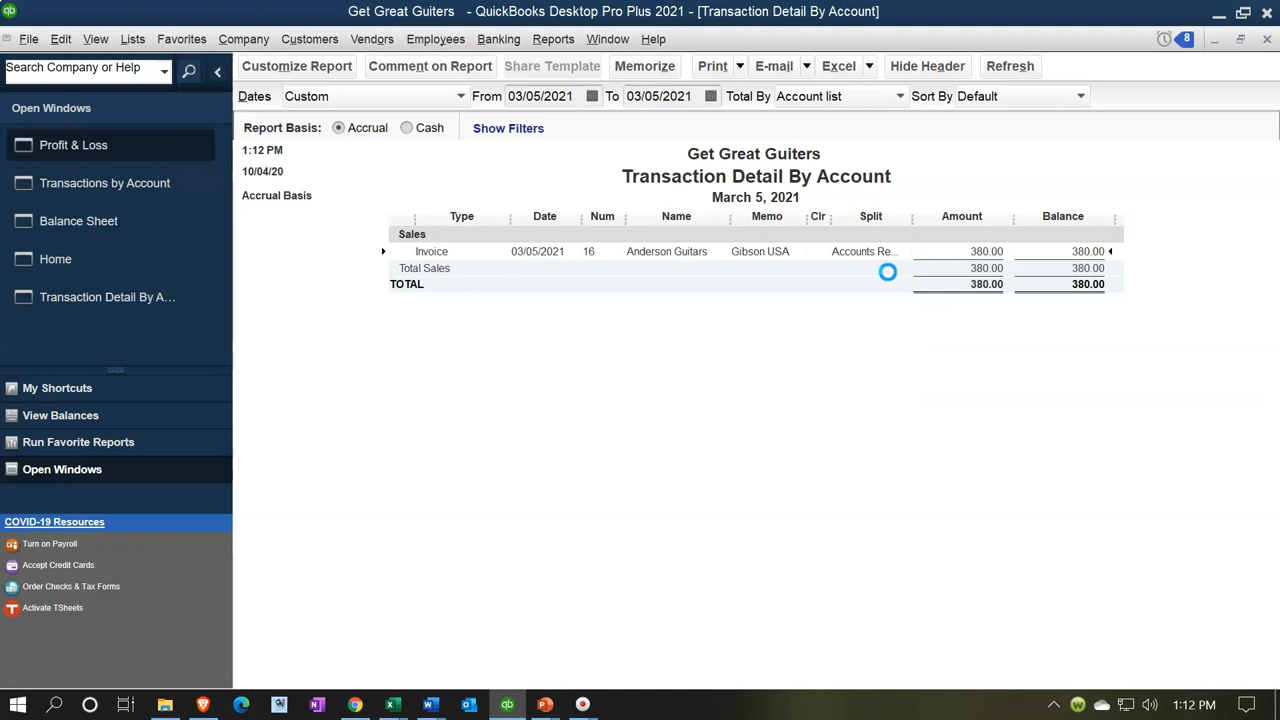 Get Great Guiters - QuickBooks Desktop Pro Plus 2021 - [Transaction Detail By Account]
File Edit View Lists Favorites Company Customers Vendors Employees Banking Reports Window Help 8
Search Company or Help
Customize Report Comment on Report Share Template Memorize Print E-mail Excel Hide Header Refresh
Dates Custom From 03/05/2021 To 03/05/2021 Total By Account list Sort By Default
Report Basis: Accrual Cash Show Filters
Open Windows
Profit & Loss
Transactions by Account
Balance Sheet
Home
Transaction Detail By A...
My Shortcuts
View Balances
Run Favorite Reports
Open Windows
COVID-19 Resources
Turn on Payroll
Accept Credit Cards
Order Checks & Tax Forms
Activate TSheets
1:12 PM
10/04/20
Accrual Basis
Get Great Guiters
Transaction Detail By Account
March 5, 2021
Type Date Num Name Memo Clr Split Amount Balance
Sales
Invoice 03/05/2021 16 Anderson Guitars Gibson USA Accounts Re... 380.00 380.00
Total Sales 380.00 380.00
TOTAL 380.00 380.00
1:12 PM